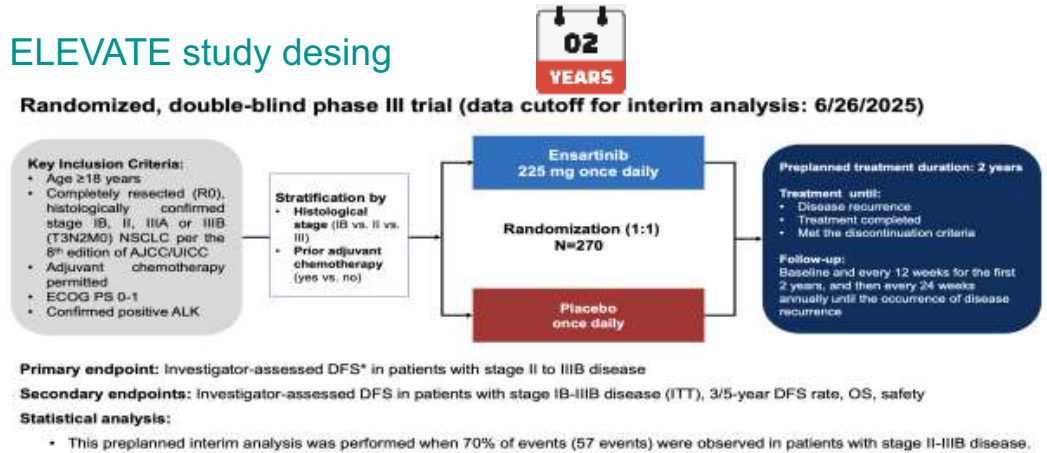 ELEVATE study desing
02
YEARS
Randomized, double-blind phase III trial (data cutoff for interim analysis: 6/26/2025)
Key Inclusion Criteria:
• Age ≥18 years
• Completely resected (R0),
histologically confirmed
stage IB, II, IIIA or IIIB
(T3N2M0) NSCLC per the
8th edition of AJCC/UICC
• Adjuvant chemotherapy
permitted
• ECOG PS 0-1
• Confirmed positive ALK
Stratification by
• Histological
stage (IB vs. II vs.
III)
• Prior adjuvant
chemotherapy
(yes vs. no)
Ensartinib
225 mg once daily
Randomization (1:1)
N=270
Placebo
once daily
Preplanned treatment duration: 2 years
Treatment until:
• Disease recurrence
• Treatment completed
• Met the discontinuation criteria
Follow-up:
Baseline and every 12 weeks for the first
2 years, and then every 24 weeks
annually until the occurrence of disease
recurrence
Primary endpoint: Investigator-assessed DFS* in patients with stage II to IIIB disease
Secondary endpoints: Investigator-assessed DFS in patients with stage IB-IIIB disease (ITT), 3/5-year DFS rate, OS, safety
Statistical analysis:
• This preplanned interim analysis was performed when 70% of events (57 events) were observed in patients with stage II-IIIB disease.